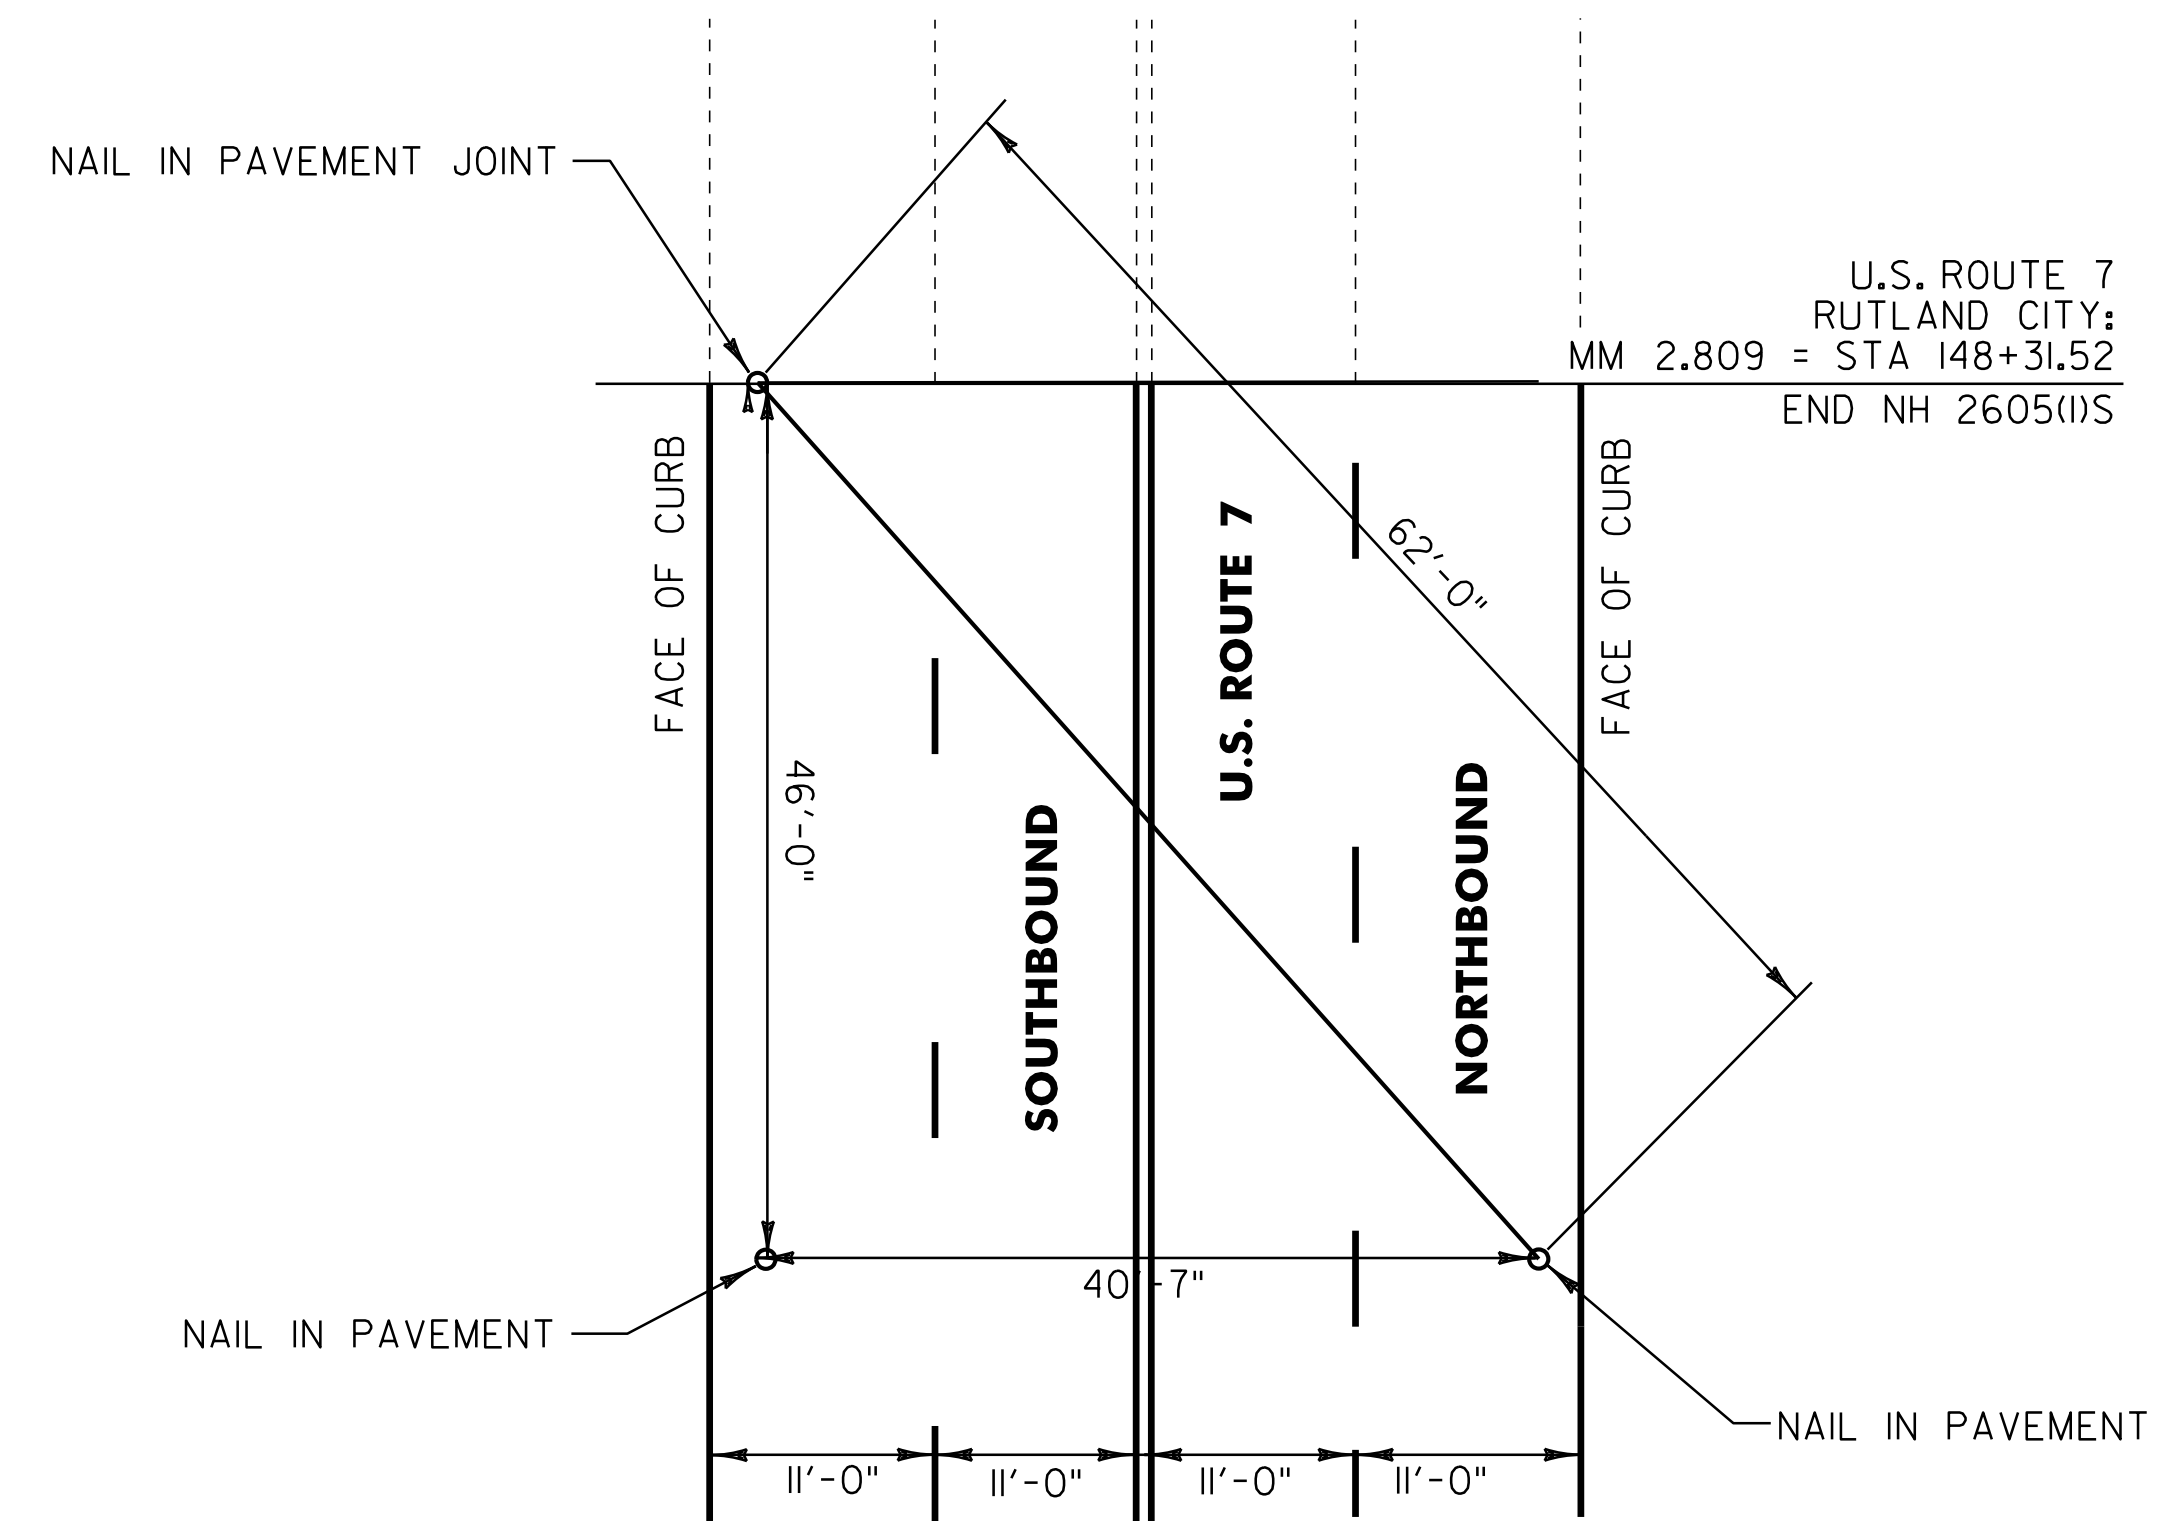 NAIL IN PAVEMENT JOINT
U.S. ROUTE 7
RUTLAND CITY:
MM 2.809 = STA 148+31.52
END NH 2605(1)S
FACE OF CURB
FACE OF CURB
62'-0"
U.S. ROUTE 7
46'-0"
SOUTHBOUND
NORTHBOUND
40'-7"
NAIL IN PAVEMENT
NAIL IN PAVEMENT
11'-0"
11'-0"
11'-0"
11'-0"